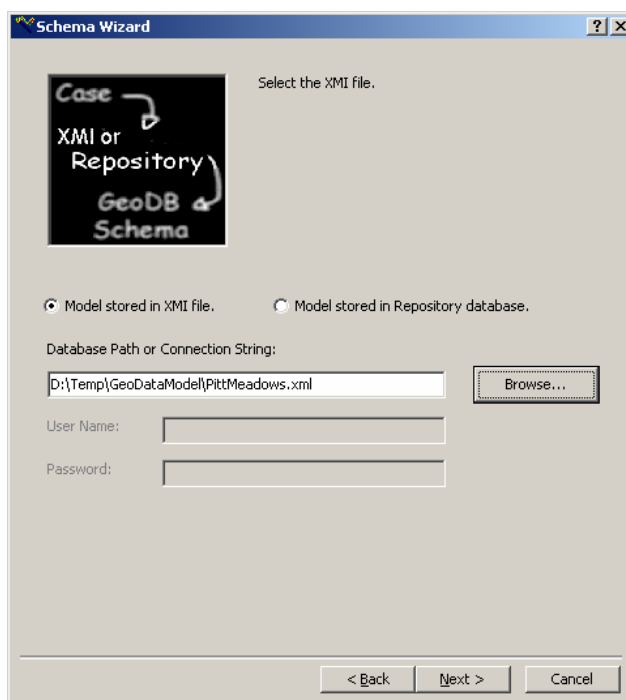 Schema Wizard
Case
XMI or
Repository
GeoDB
Schema
Select the XMI file.
Model stored in XMI file.
Model stored in Repository database.
Database Path or Connection String:
D:\Temp\GeoDataModel\PittMeadows.xml
Browse...
User Name:
Password:
< Back
Next >
Cancel